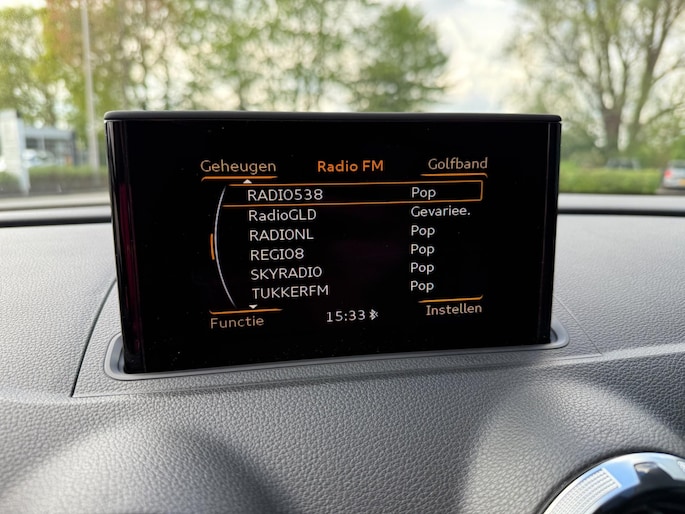 Geheugen Radio FM Golfband
RADIO538 Pop
RadioGLD Gevariee.
RADIONL Pop
REGIO8 Pop
SKYRADIO Pop
TUKKERFM Pop
Functie 15:33 Instellen